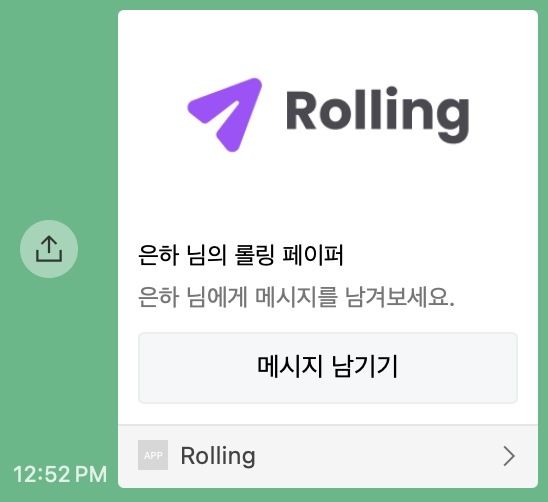 Rolling
은하 님의 롤링 페이퍼
은하 님에게 메시지를 남겨보세요.
메시지 남기기
APP Rolling
12:52 PM